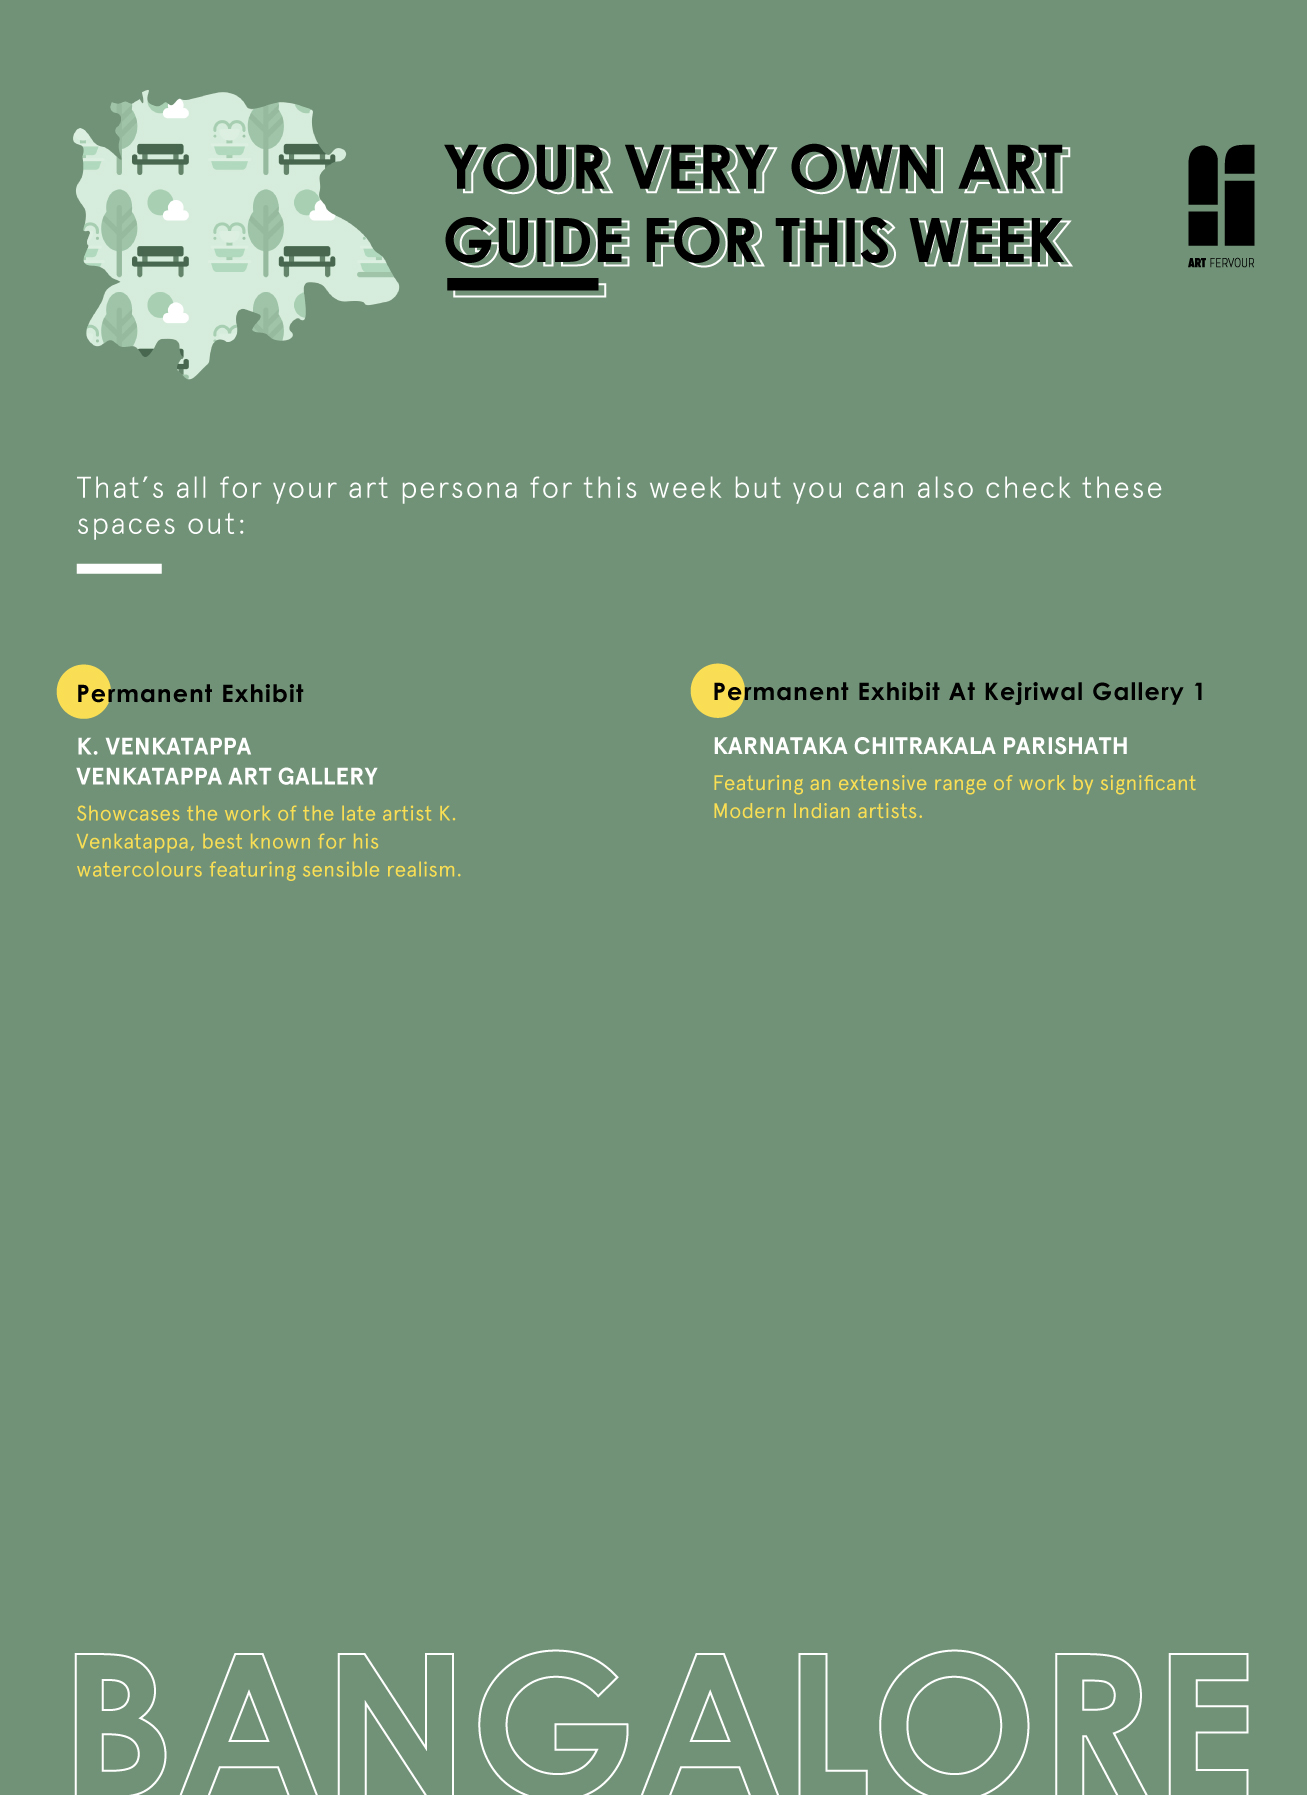 YOUR VERY OWN ART
GUIDE FOR THIS WEEK
ART FERVOUR
That’s all for your art persona for this week but you can also check these
spaces out:
Permanent Exhibit
K. VENKATAPPA
VENKATAPPA ART GALLERY
Showcases the work of the late artist K.
Venkatappa, best known for his
watercolours featuring sensible realism.
Permanent Exhibit At Kejriwal Gallery 1
KARNATAKA CHITRAKALA PARISHATH
Featuring an extensive range of work by significant
Modern Indian artists.
BANGALORE